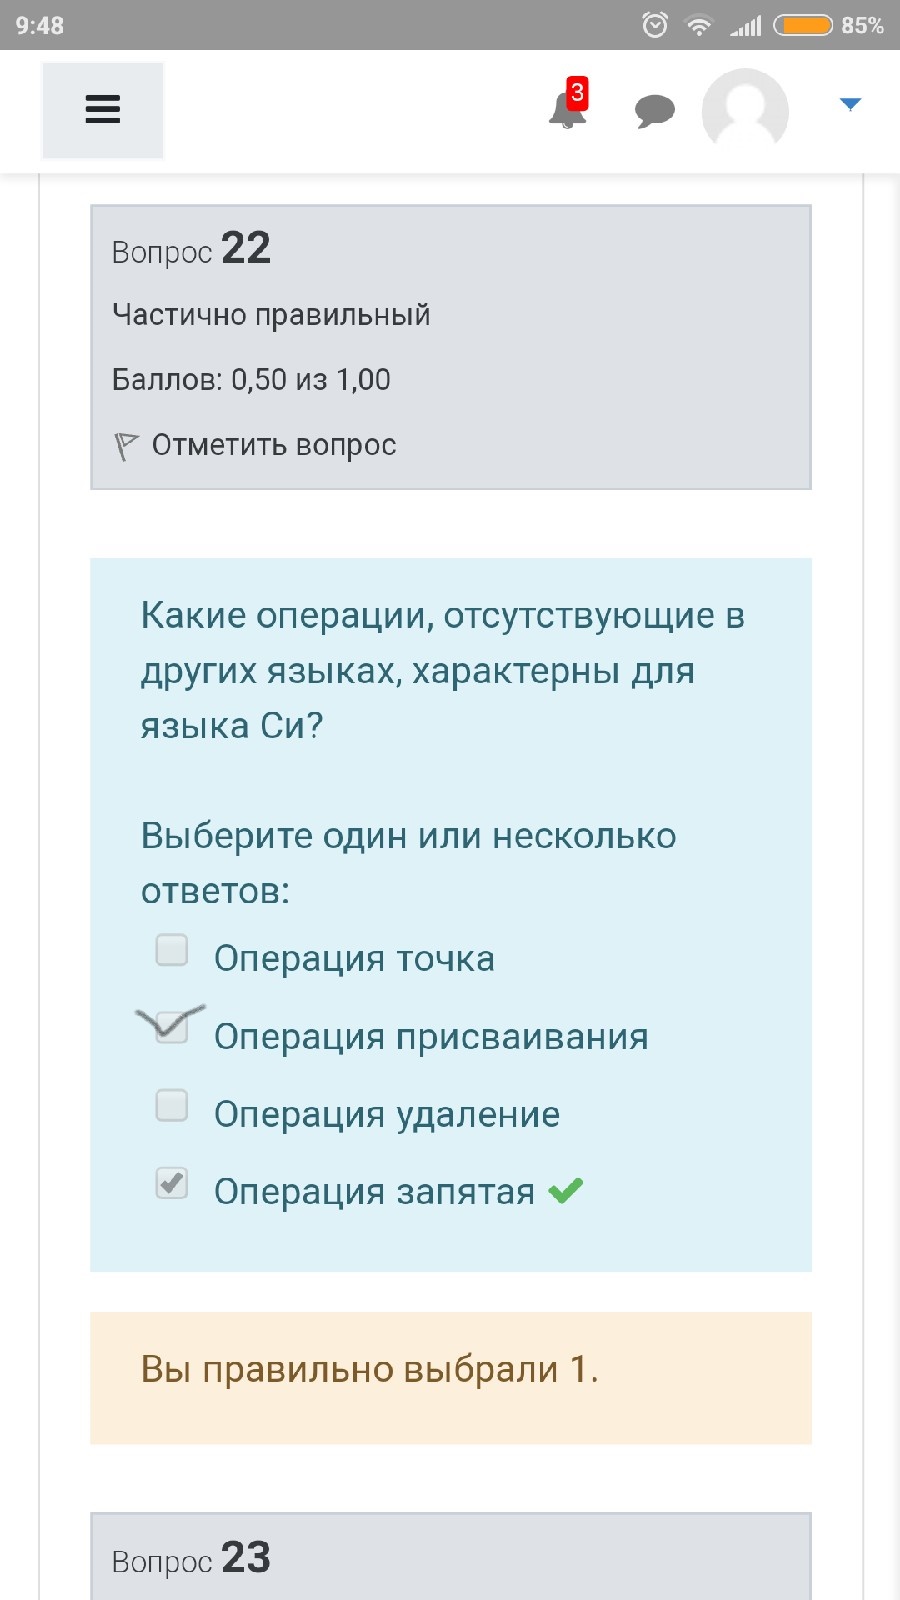 9:48
85%
3
Вопрос 22
Частично правильный
Баллов: 0,50 из 1,00
Отметить вопрос
Какие операции, отсутствующие в
других языках, характерны для
языка Си?
Выберите один или несколько
ответов:
Операция точка
Операция присваивания
Операция удаление
Операция запятая
Вы правильно выбрали 1.
Вопрос 23